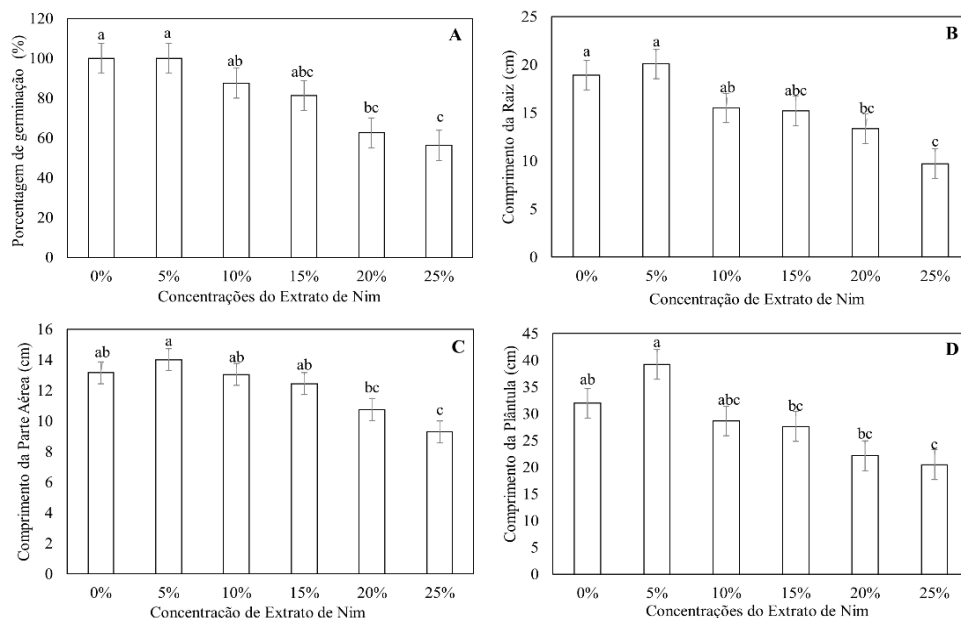 A
Porcentagem de germinação (%)
120
100
80
60
40
20
0
a
a
ab
abc
bc
c
0%
5%
10%
15%
20%
25%
Concentrações do Extrato de Nim
B
Comprimento da Raiz (cm)
25
20
15
10
5
0
a
a
ab
abc
bc
c
0%
5%
10%
15%
20%
25%
Concentração de Extrato de Nim
C
Comprimento da Parte Aérea (cm)
16
14
12
10
8
6
4
2
0
ab
a
ab
ab
bc
c
0%
5%
10%
15%
20%
25%
Concentracão de Extrato de Nim
D
Comprimento da Plântula (cm)
45
40
35
30
25
20
15
10
5
0
ab
a
abc
bc
bc
c
0%
5%
10%
15%
20%
25%
Concentrações do Extrato de Nim